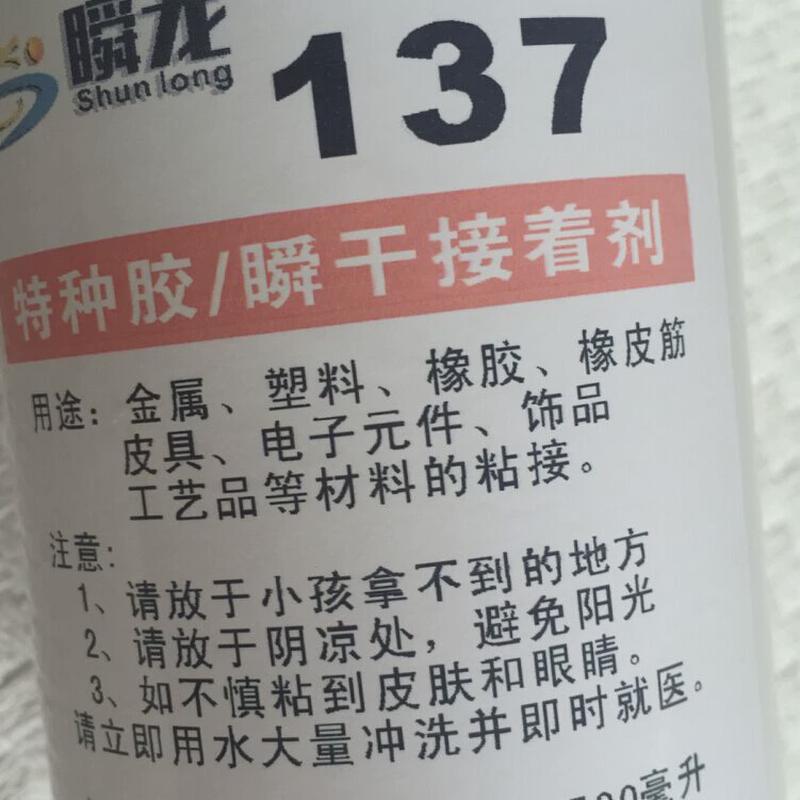 瞬龙
Shunlong
137
特种胶/瞬干接着剂
用途：金属、塑料、橡胶、橡皮筋
皮具、电子元件、饰品
工艺品等材料的粘接。
注意：
1、请放于小孩拿不到的地方
2、请放于阴凉处，避免阳光
3、如不慎粘到皮肤和眼睛。
请立即用水大量冲洗并即时就医。
毫升